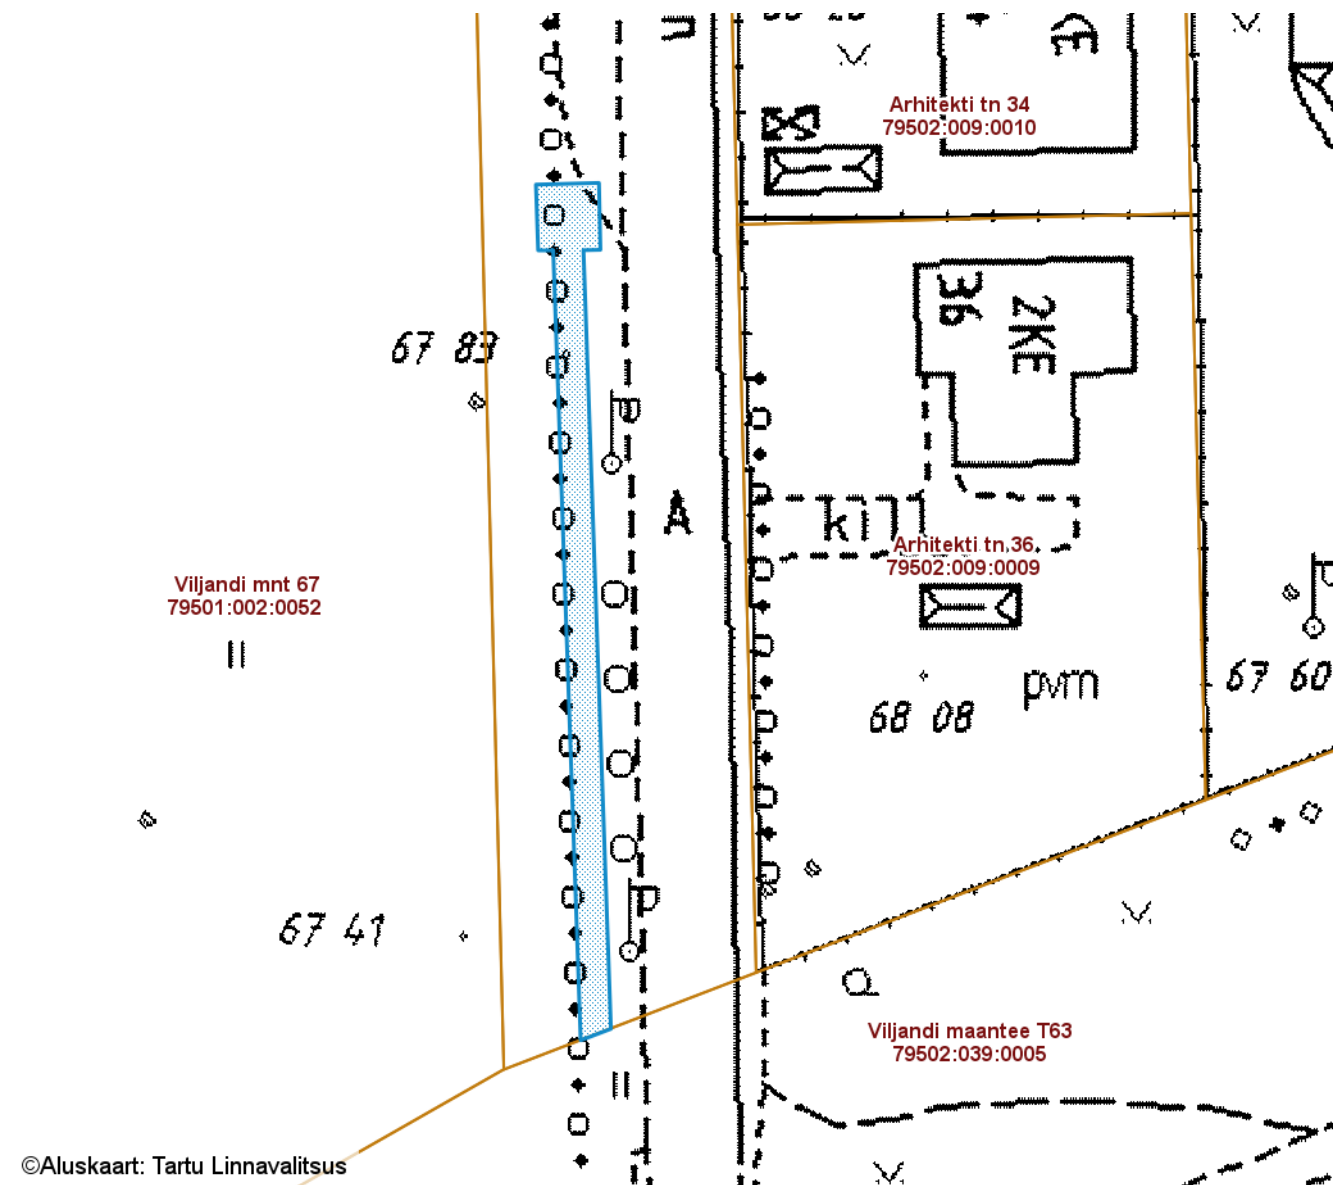 Arhitekti tn 34
79502:009:0010
36
2KE
67 83
A
kill
Arhitekti tn 36
79502:009:0009
Viljandi mnt 67
79501:002:0052
pvm
67 60
68 08
67 41
Viljandi maantee T63
79502:039:0005
©Aluskaart: Tartu Linnavalitsus